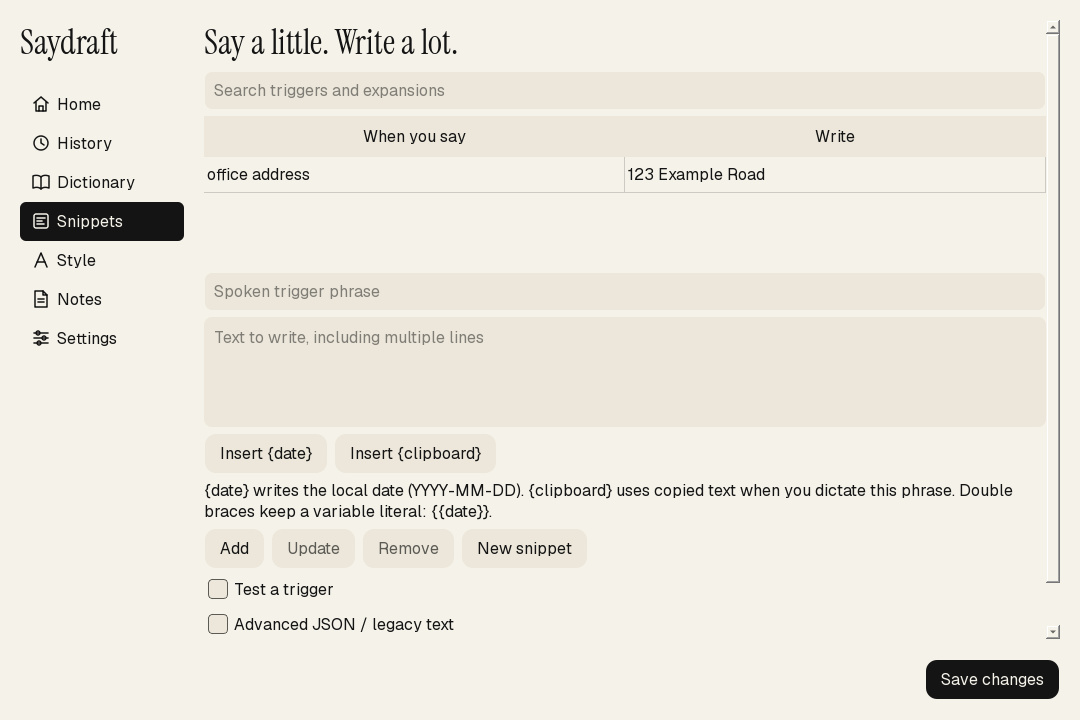 Saydraft
Home
History
Dictionary
Snippets
Style
Notes
Settings
Say a little. Write a lot.
Search triggers and expansions
When you say
Write
office address
123 Example Road
Spoken trigger phrase
Text to write, including multiple lines
Insert {date}
Insert {clipboard}
{date} writes the local date (YYYY-MM-DD). {clipboard} uses copied text when you dictate this phrase. Double
braces keep a variable literal: {{date}}.
Add
Update
Remove
New snippet
Test a trigger
Advanced JSON / legacy text
Save changes